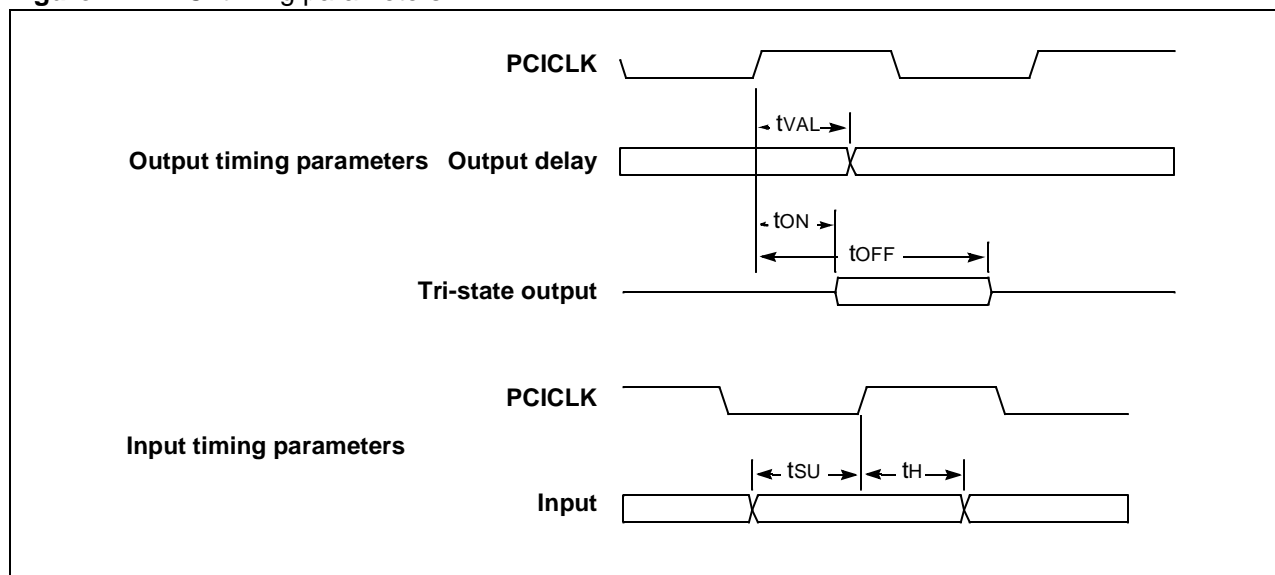 PCICLK
tVAL
Output timing parameters Output delay
tON
tOFF
Tri-state output
PCICLK
Input timing parameters
tSU tH
Input